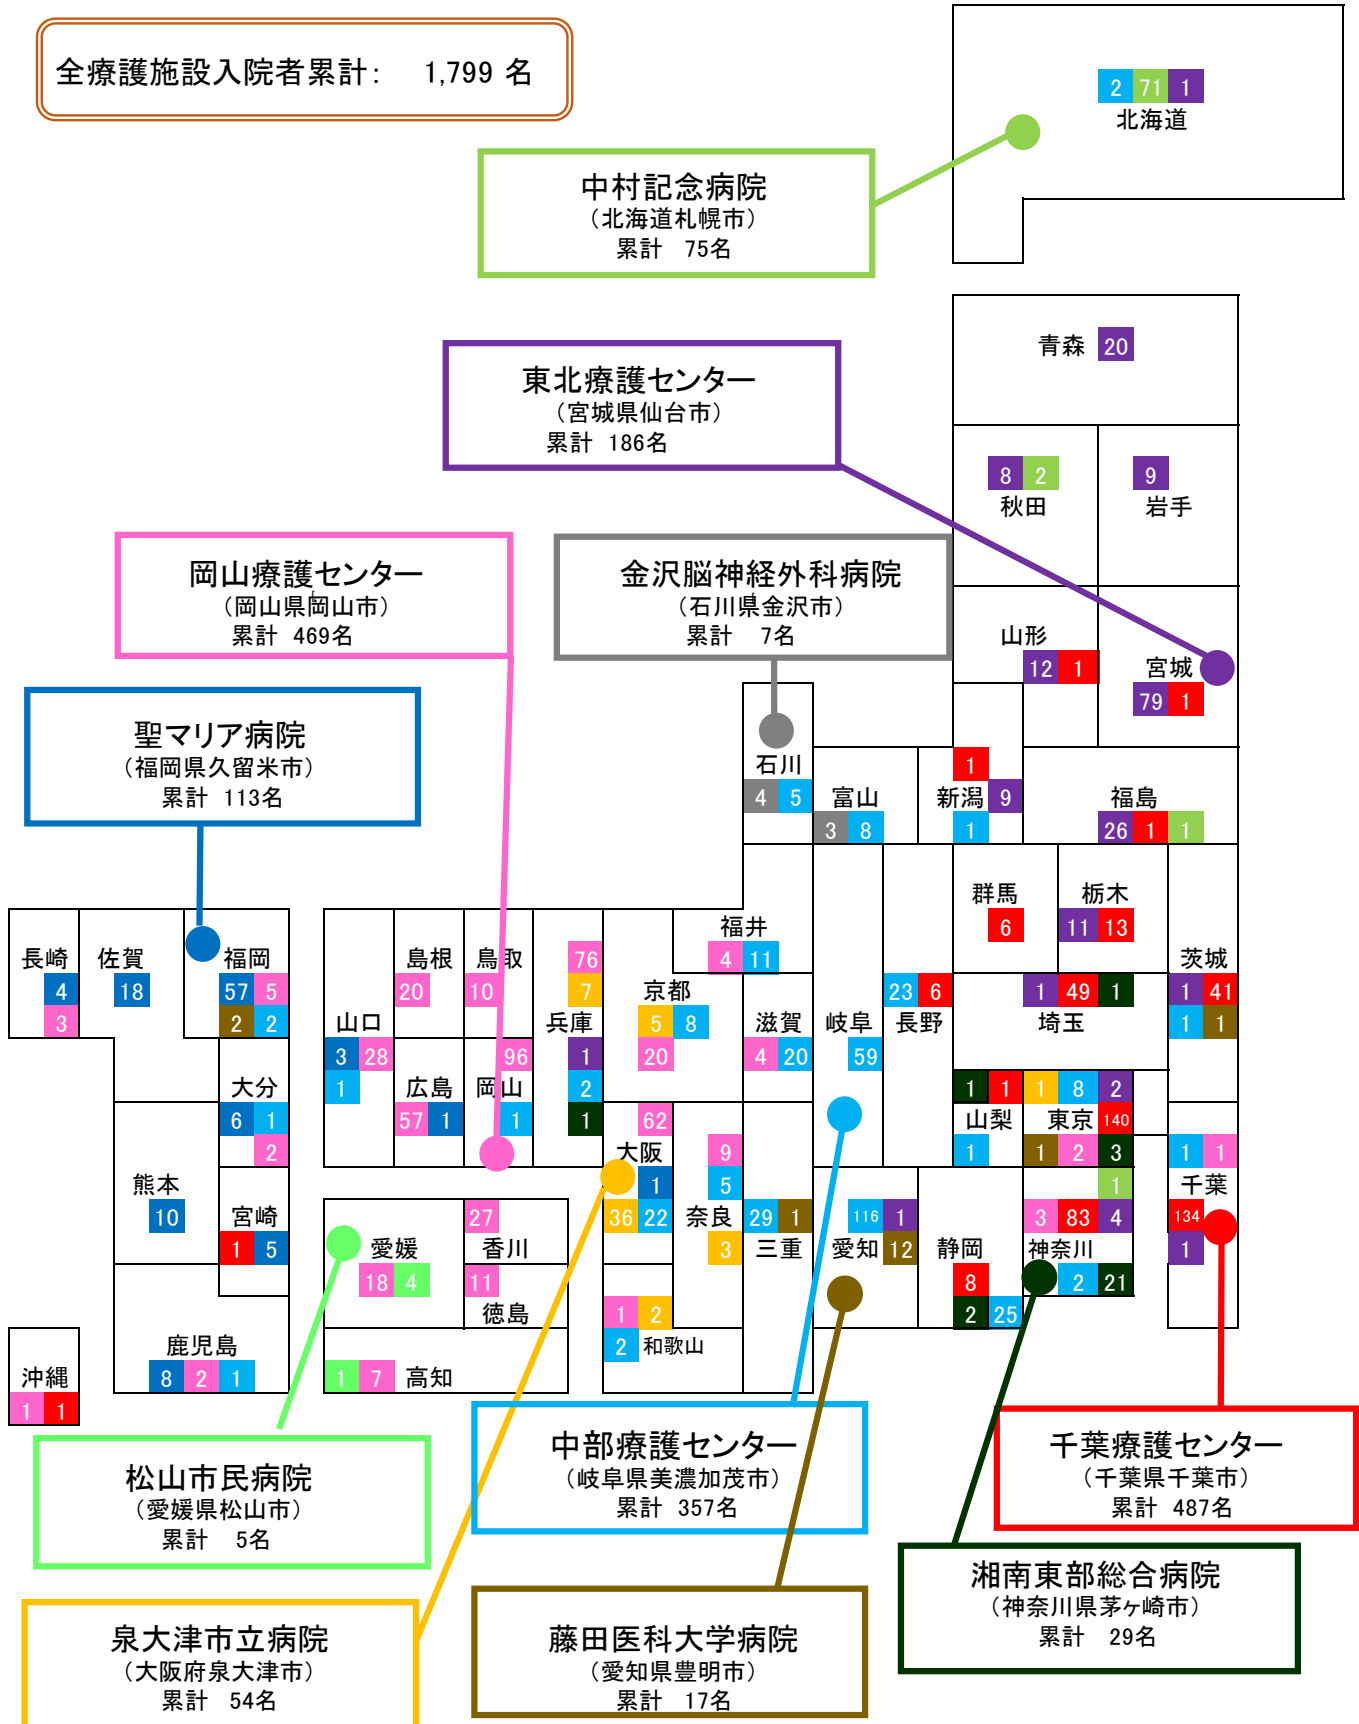 全療護施設入院者累計： 1,799 名
2 71 1
北海道
中村記念病院
（北海道札幌市）
累計 75名
青森 20
東北療護センター
（宮城県仙台市）
累計 186名
8 2
秋田
9
岩手
岡山療護センター
（岡山県岡山市）
累計 469名
金沢脳神経外科病院
（石川県金沢市）
累計 7名
山形
12 1
宮城
79 1
聖マリア病院
（福岡県久留米市）
累計 113名
石川
4 5
富山
3 8
1
新潟 9
1
福島
26 1 1
群馬
6
栃木
11 13
茨城
1 41
1 1
長崎
4
3
佐賀
18
福岡
57 5
2 2
島根
20
鳥取
10
76
7
兵庫
1
2
1
福井
4 11
京都
5 8
20
滋賀
4 20
岐阜
59
23 6
長野
1 49 1
埼玉
山口
3 28
1
広島
57 1
96
岡山
1
大分
6 1
2
1 1
山梨
1
1 8 2
東京 140
1 2 3
62
大阪
1
36 22
9
5
奈良
3
29 1
三重
116 1
愛知 12
静岡
8
2 25
1
3 83 4
神奈川
2 21
1 1
千葉
134
1
熊本
10
宮崎
1 5
愛媛
18 4
27
香川
11
徳島
1 2
2 和歌山
鹿児島
8 2 1
1 7 高知
沖縄
1 1
松山市民病院
（愛媛県松山市）
累計 5名
中部療護センター
（岐阜県美濃加茂市）
累計 357名
千葉療護センター
（千葉県千葉市）
累計 487名
湘南東部総合病院
（神奈川県茅ヶ崎市）
累計 29名
泉大津市立病院
（大阪府泉大津市）
累計 54名
藤田医科大学病院
（愛知県豊明市）
累計 17名